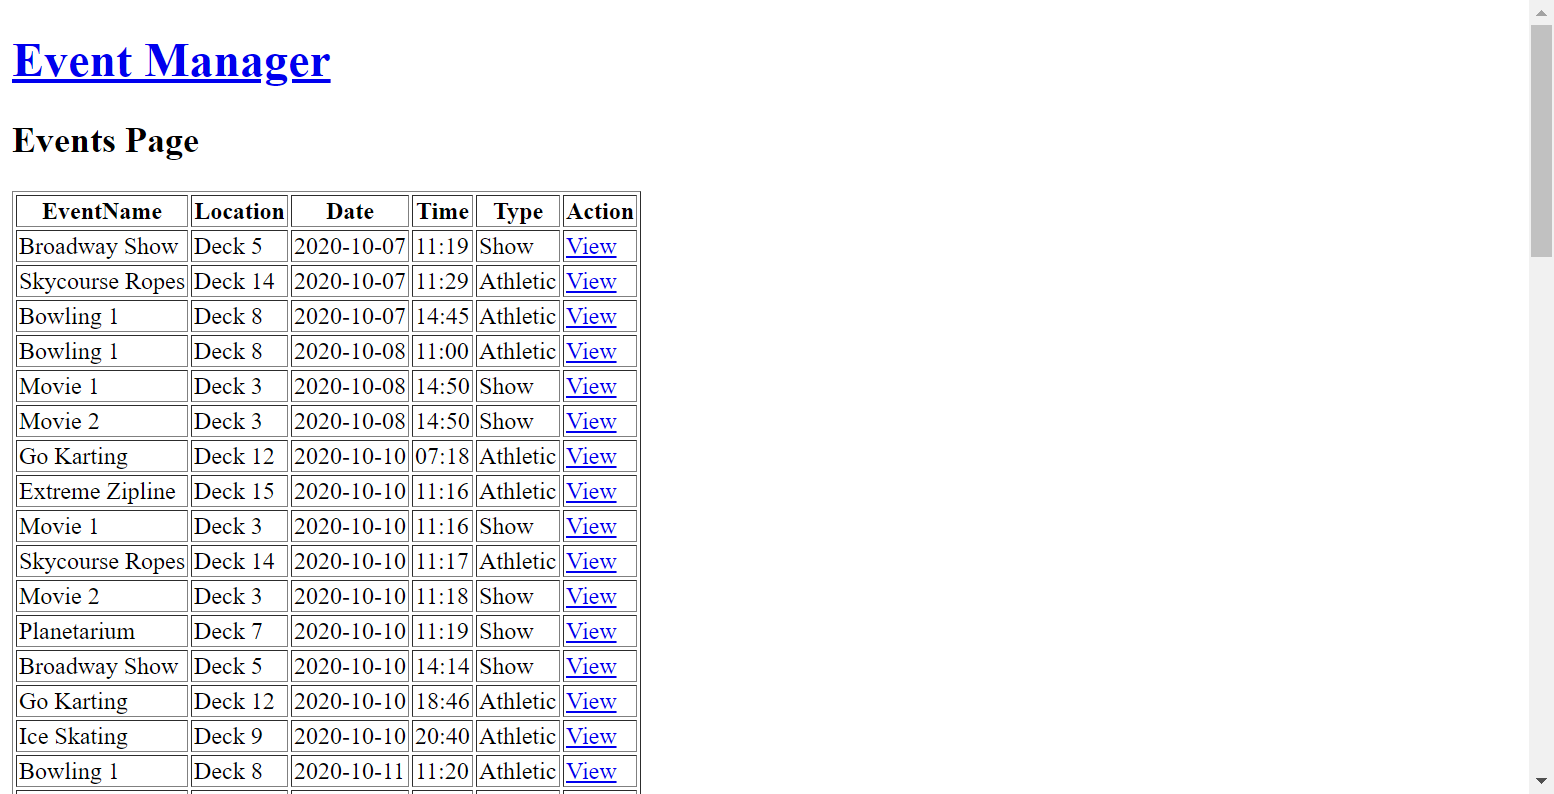 Event Manager
Events Page
EventName Location Date Time Type Action
Broadway Show Deck 5 2020-10-07 11:19 Show View
Skycourse Ropes Deck 14 2020-10-07 11:29 Athletic View
Bowling 1 Deck 8 2020-10-07 14:45 Athletic View
Bowling 1 Deck 8 2020-10-08 11:00 Athletic View
Movie 1 Deck 3 2020-10-08 14:50 Show View
Movie 2 Deck 3 2020-10-08 14:50 Show View
Go Karting Deck 12 2020-10-10 07:18 Athletic View
Extreme Zipline Deck 15 2020-10-10 11:16 Athletic View
Movie 1 Deck 3 2020-10-10 11:16 Show View
Skycourse Ropes Deck 14 2020-10-10 11:17 Athletic View
Movie 2 Deck 3 2020-10-10 11:18 Show View
Planetarium Deck 7 2020-10-10 11:19 Show View
Broadway Show Deck 5 2020-10-10 14:14 Show View
Go Karting Deck 12 2020-10-10 18:46 Athletic View
Ice Skating Deck 9 2020-10-10 20:40 Athletic View
Bowling 1 Deck 8 2020-10-11 11:20 Athletic View